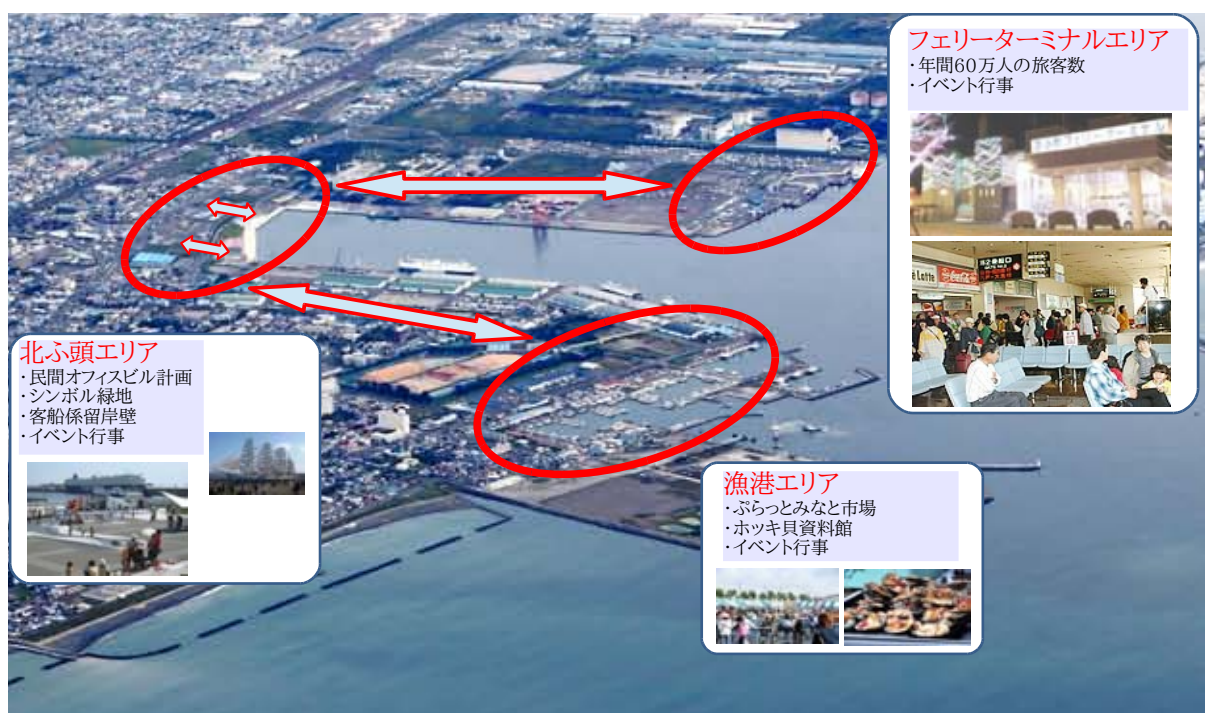 フェリーターミナルエリア
・年間60万人の旅客数
・イベント行事
Latte
北ふ頭エリア
・民間オフィスビル計画
・シンボル緑地
・客船係留岸壁
・イベント行事
漁港エリア
・ぷらっとみなと市場
・ホッキ貝資料館
・イベント行事